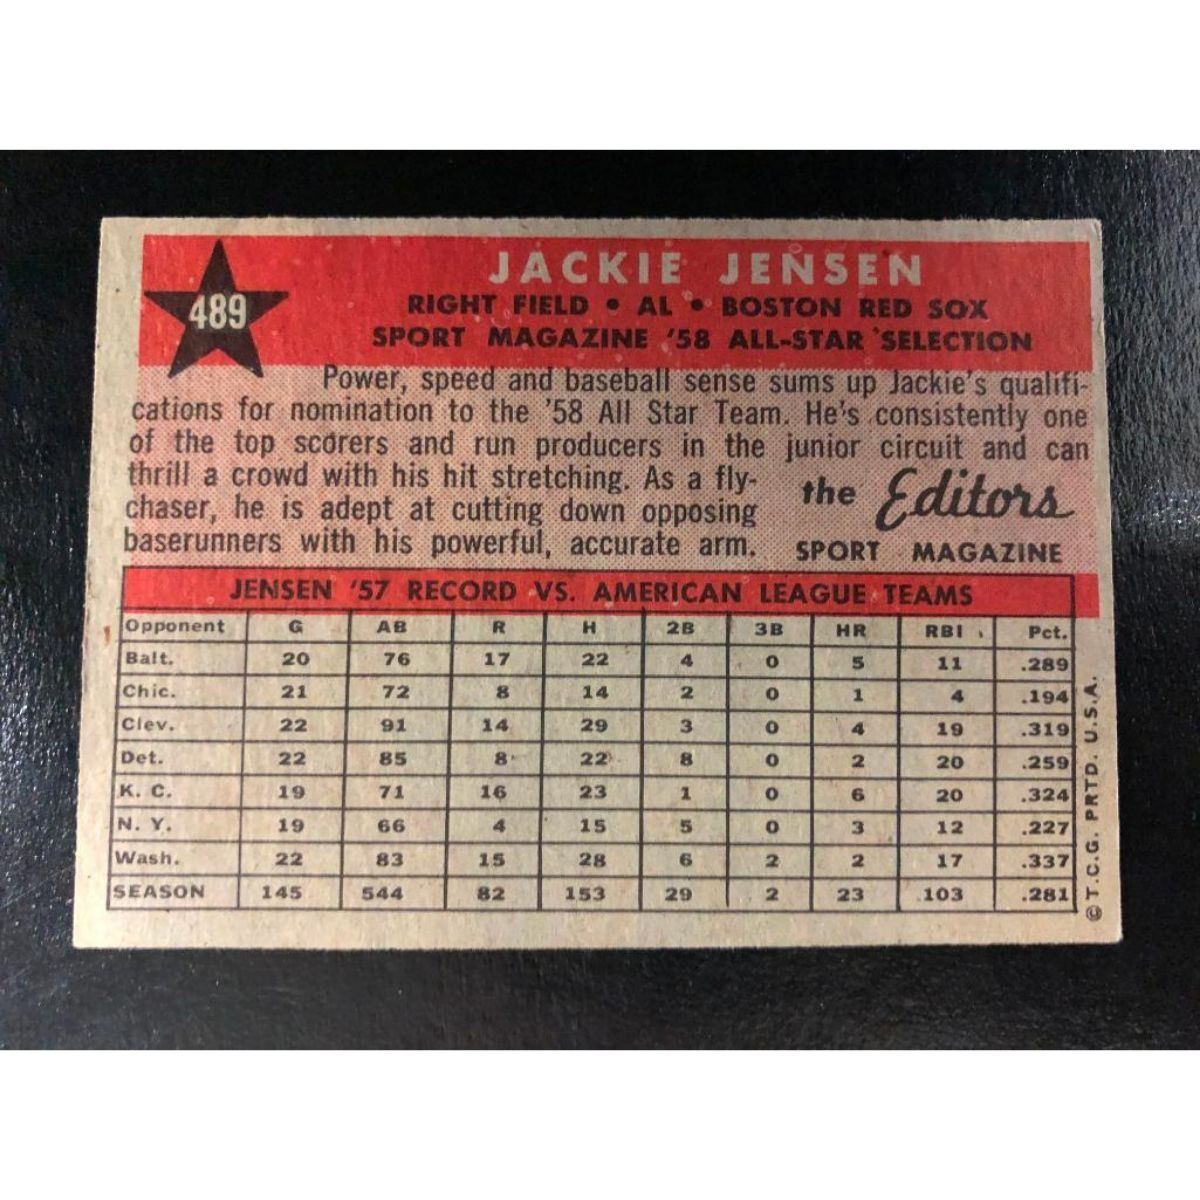 489
JACKIE JENSEN
RIGHT FIELD • AL • BOSTON RED SOX
SPORT MAGAZINE '58 ALL-STAR SELECTION
Power, speed and baseball sense sums up Jackie's qualifi-
cations for nomination to the '58 All Star Team. He's consistently one
of the top scorers and run producers in the junior circuit and can
thrill a crowd with his hit stretching. As a fly-
chaser, he is adept at cutting down opposing
baserunners with his powerful, accurate arm.
the Editors
SPORT MAGAZINE
JENSEN '57 RECORD VS. AMERICAN LEAGUE TEAMS
Opponent G AB R H 2B 3B HR RBI Pct.
Balt. 20 76 17 22 4 0 5 11 .289
Chic. 21 72 8 14 2 0 1 4 .194
Clev. 22 91 14 29 3 0 4 19 .319
Det. 22 85 8 22 8 0 2 20 .259
K. C. 19 71 16 23 1 0 6 20 .324
N. Y. 19 66 4 15 5 0 3 12 .227
Wash. 22 83 15 28 6 2 2 17 .337
SEASON 145 544 82 153 29 2 23 103 .281
© T.C.G. PRTD. U.S.A.